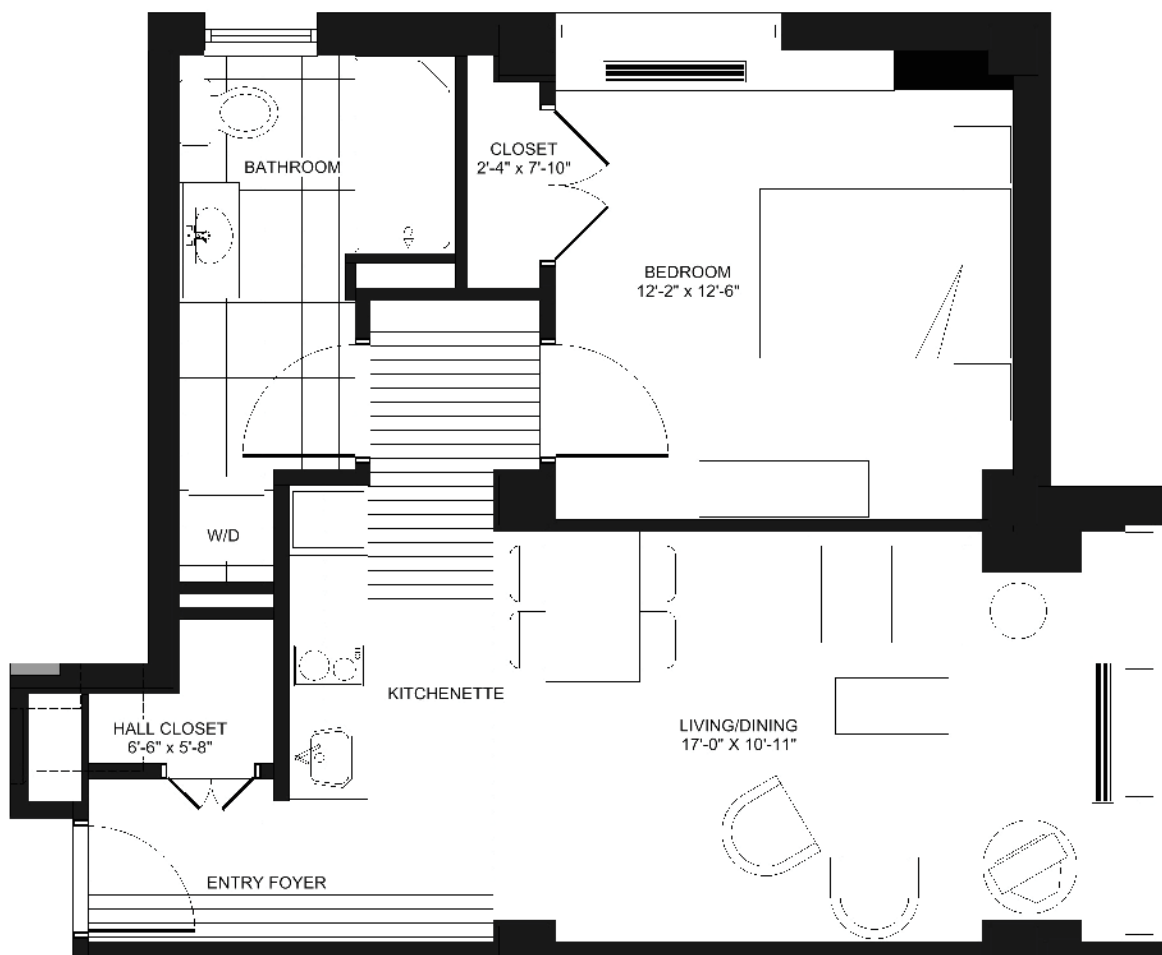 BATHROOM
CLOSET
2'-4" x 7'-10"
BEDROOM
12'-2" x 12'-6"
W/D
KITCHENETTE
HALL CLOSET
6'-6" x 5'-8"
LIVING/DINING
17'-0" X 10'-11"
ENTRY FOYER